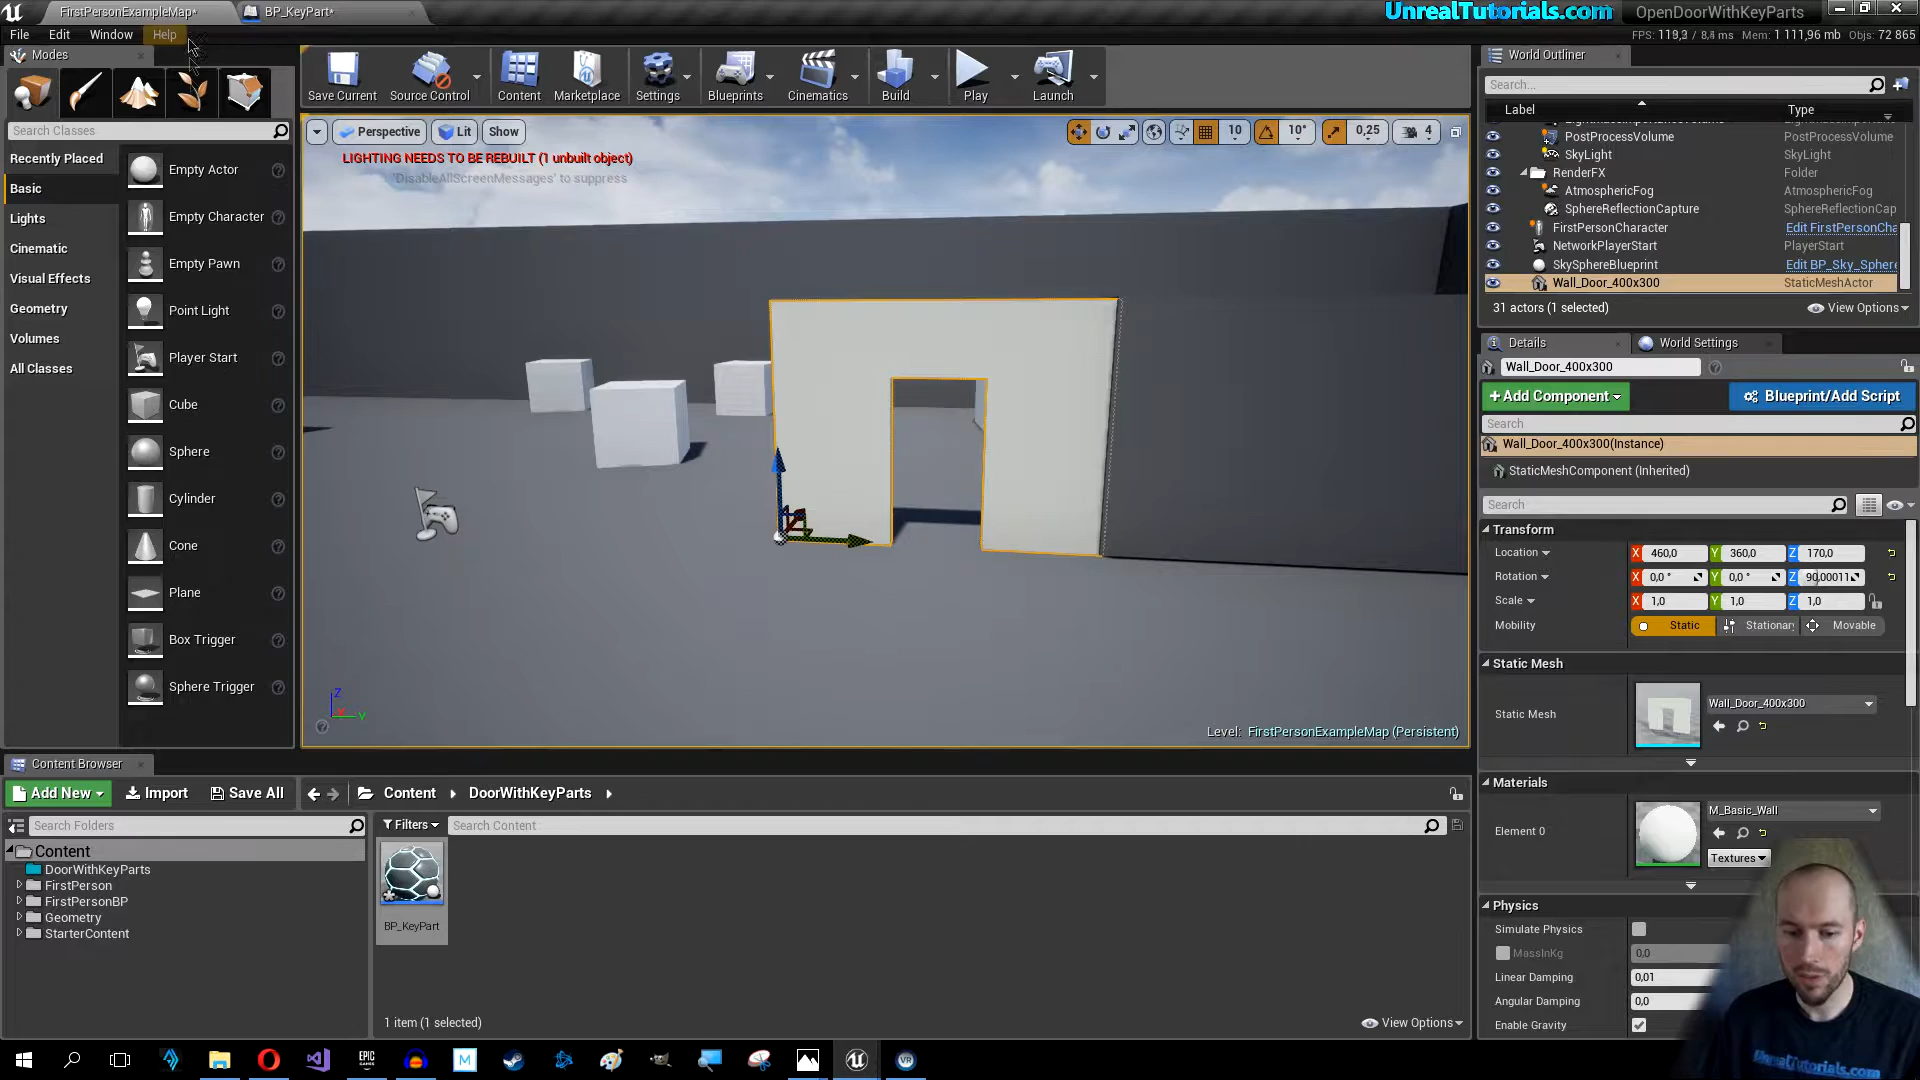 FirstPersonExampleMap*
BP_KeyPart*
UnrealTutorials.com
OpenDoorWithKeyParts
File Edit Window Help
FPS: 119,3 / 8,4 ms Mem: 1 111,96 mb Objs: 72 865
Modes
Save Current
Source Control
Content
Marketplace
Settings
Blueprints
Cinematics
Build
Play
Launch
Search Classes
Recently Placed
Basic
Lights
Cinematic
Visual Effects
Geometry
Volumes
All Classes
Empty Actor
Empty Character
Empty Pawn
Point Light
Player Start
Cube
Sphere
Cylinder
Cone
Plane
Box Trigger
Sphere Trigger
Perspective
Lit
Show
10
10°
0,25
4
LIGHTING NEEDS TO BE REBUILT (1 unbuilt object)
'DisableAllScreenMessages' to suppress
Z
Y
Level: FirstPersonExampleMap (Persistent)
World Outliner
Search...
Label
Type
PostProcessVolume PostProcessVolume
SkyLight SkyLight
RenderFX Folder
AtmosphericFog AtmosphericFog
SphereReflectionCapture SphereReflectionCap
FirstPersonCharacter Edit FirstPersonCha
NetworkPlayerStart PlayerStart
SkySphereBlueprint Edit BP_Sky_Sphere
Wall_Door_400x300 StaticMeshActor
31 actors (1 selected)
View Options
Details
World Settings
Wall_Door_400x300
Add Component
Blueprint/Add Script
Search
Wall_Door_400x300(Instance)
StaticMeshComponent (Inherited)
Search
Transform
Location X 460,0 Y 360,0 Z 170,0
Rotation X 0,0 ° Y 0,0 ° Z 90,00011
Scale X 1,0 Y 1,0 Z 1,0
Mobility Static Stationar Movable
Static Mesh
Static Mesh
Wall_Door_400x300
Materials
Element 0
M_Basic_Wall
Textures
Physics
Simulate Physics
MassInKg 0,0
Linear Damping 0,01
Angular Damping 0,0
Enable Gravity
Content Browser
Add New
Import
Save All
Content
DoorWithKeyParts
Search Folders
Filters
Search Content
Content
DoorWithKeyParts
FirstPerson
FirstPersonBP
Geometry
StarterContent
BP_KeyPart
1 item (1 selected)
View Options
EPIC
GAMES
M
VR
UnrealTutorials.com